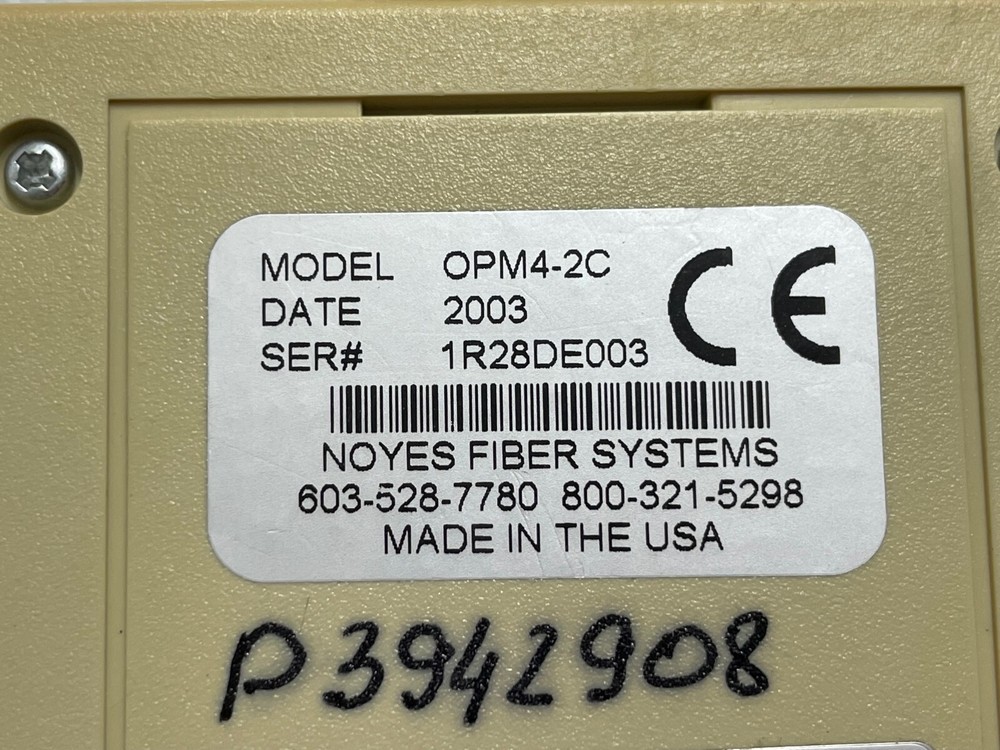 MODEL OPM4-2C CE
DATE 2003
SER# 1R28DE003
NOYES FIBER SYSTEMS
603-528-7780 800-321-5298
MADE IN THE USA
P3942908